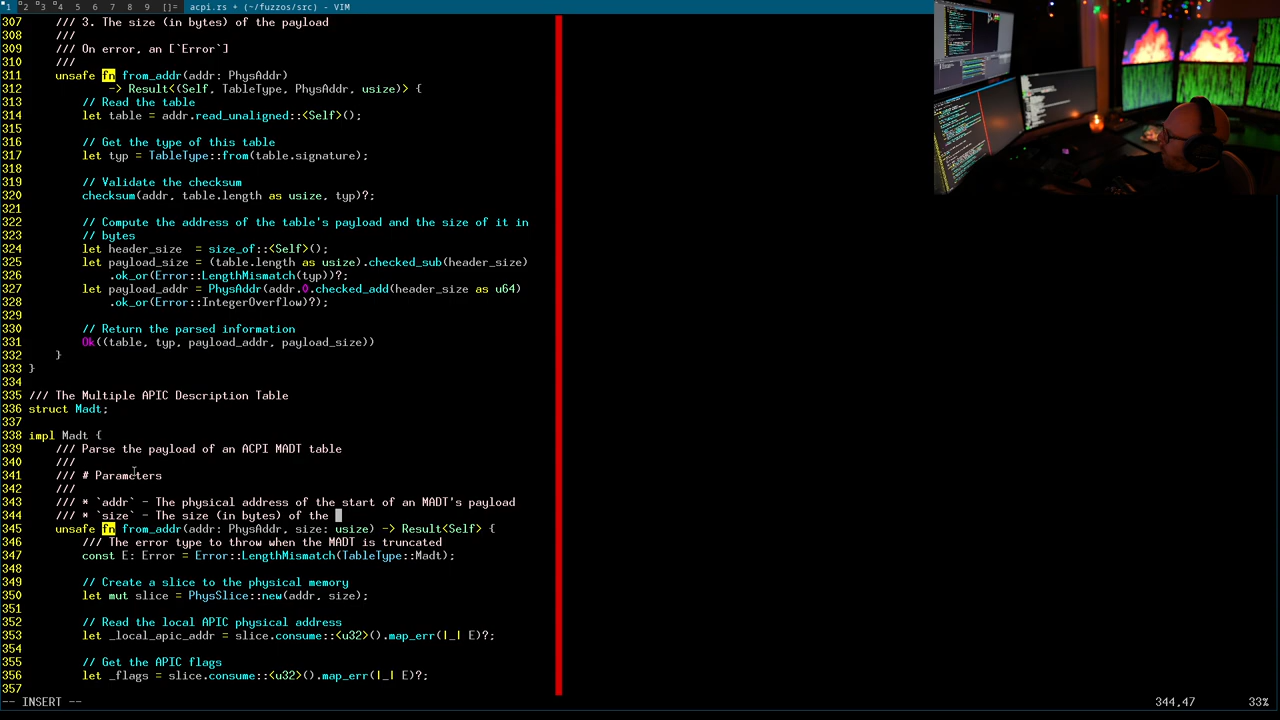 1 2 3 4 5 6 7 8 9 []= acpi.rs + (~/fuzzos/src) - VIM
307     /// 3. The size (in bytes) of the payload
308     ///
309     /// On error, an [`Error`]
310     ///
311     unsafe fn from_addr(addr: PhysAddr)
312             -> Result<(Self, TableType, PhysAddr, usize)> {
313         // Read the table
314         let table = addr.read_unaligned::<Self>();
315
316         // Get the type of this table
317         let typ = TableType::from(table.signature);
318
319         // Validate the checksum
320         checksum(addr, table.length as usize, typ)?;
321
322         // Compute the address of the table's payload and the size of it in
323         // bytes
324         let header_size  = size_of::<Self>();
325         let payload_size = (table.length as usize).checked_sub(header_size)
326             .ok_or(Error::LengthMismatch(typ))?;
327         let payload_addr = PhysAddr(addr.0.checked_add(header_size as u64)
328             .ok_or(Error::IntegerOverflow)?);
329
330         // Return the parsed information
331         Ok((table, typ, payload_addr, payload_size))
332     }
333 }
334
335 /// The Multiple APIC Description Table
336 struct Madt;
337
338 impl Madt {
339     /// Parse the payload of an ACPI MADT table
340     ///
341     /// # Parameters
342     ///
343     /// * `addr` - The physical address of the start of an MADT's payload
344     /// * `size` - The size (in bytes) of the
345     unsafe fn from_addr(addr: PhysAddr, size: usize) -> Result<Self> {
346         /// The error type to throw when the MADT is truncated
347         const E: Error = Error::LengthMismatch(TableType::Madt);
348
349         // Create a slice to the physical memory
350         let mut slice = PhysSlice::new(addr, size);
351
352         // Read the local APIC physical address
353         let _local_apic_addr = slice.consume::<u32>().map_err(|_| E)?;
354
355         // Get the APIC flags
356         let _flags = slice.consume::<u32>().map_err(|_| E)?;
357
-- INSERT -- 344,47 33%